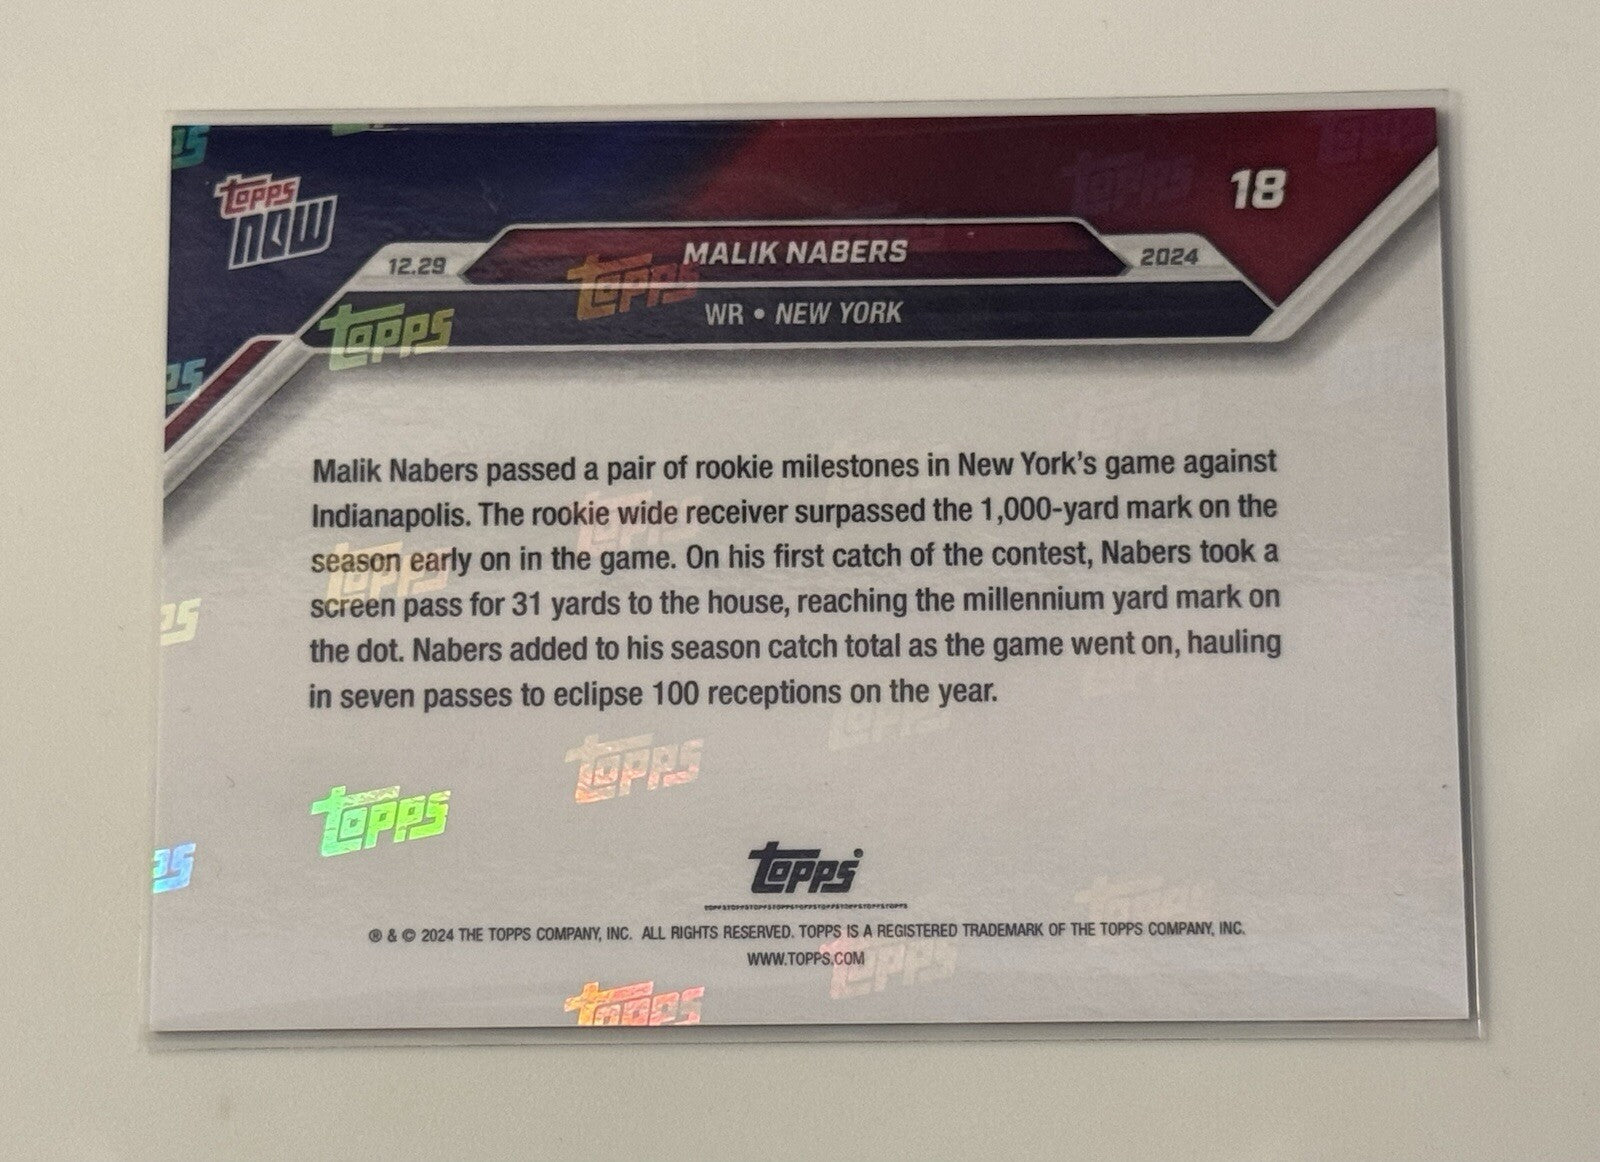 topps
now
18
12.29
MALIK NABERS
2024
WR • NEW YORK
Malik Nabers passed a pair of rookie milestones in New York's game against
Indianapolis. The rookie wide receiver surpassed the 1,000-yard mark on the
season early on in the game. On his first catch of the contest, Nabers took a
screen pass for 31 yards to the house, reaching the millennium yard mark on
the dot. Nabers added to his season catch total as the game went on, hauling
in seven passes to eclipse 100 receptions on the year.
topps
® & © 2024 THE TOPPS COMPANY, INC. ALL RIGHTS RESERVED. TOPPS IS A REGISTERED TRADEMARK OF THE TOPPS COMPANY, INC.
WWW.TOPPS.COM